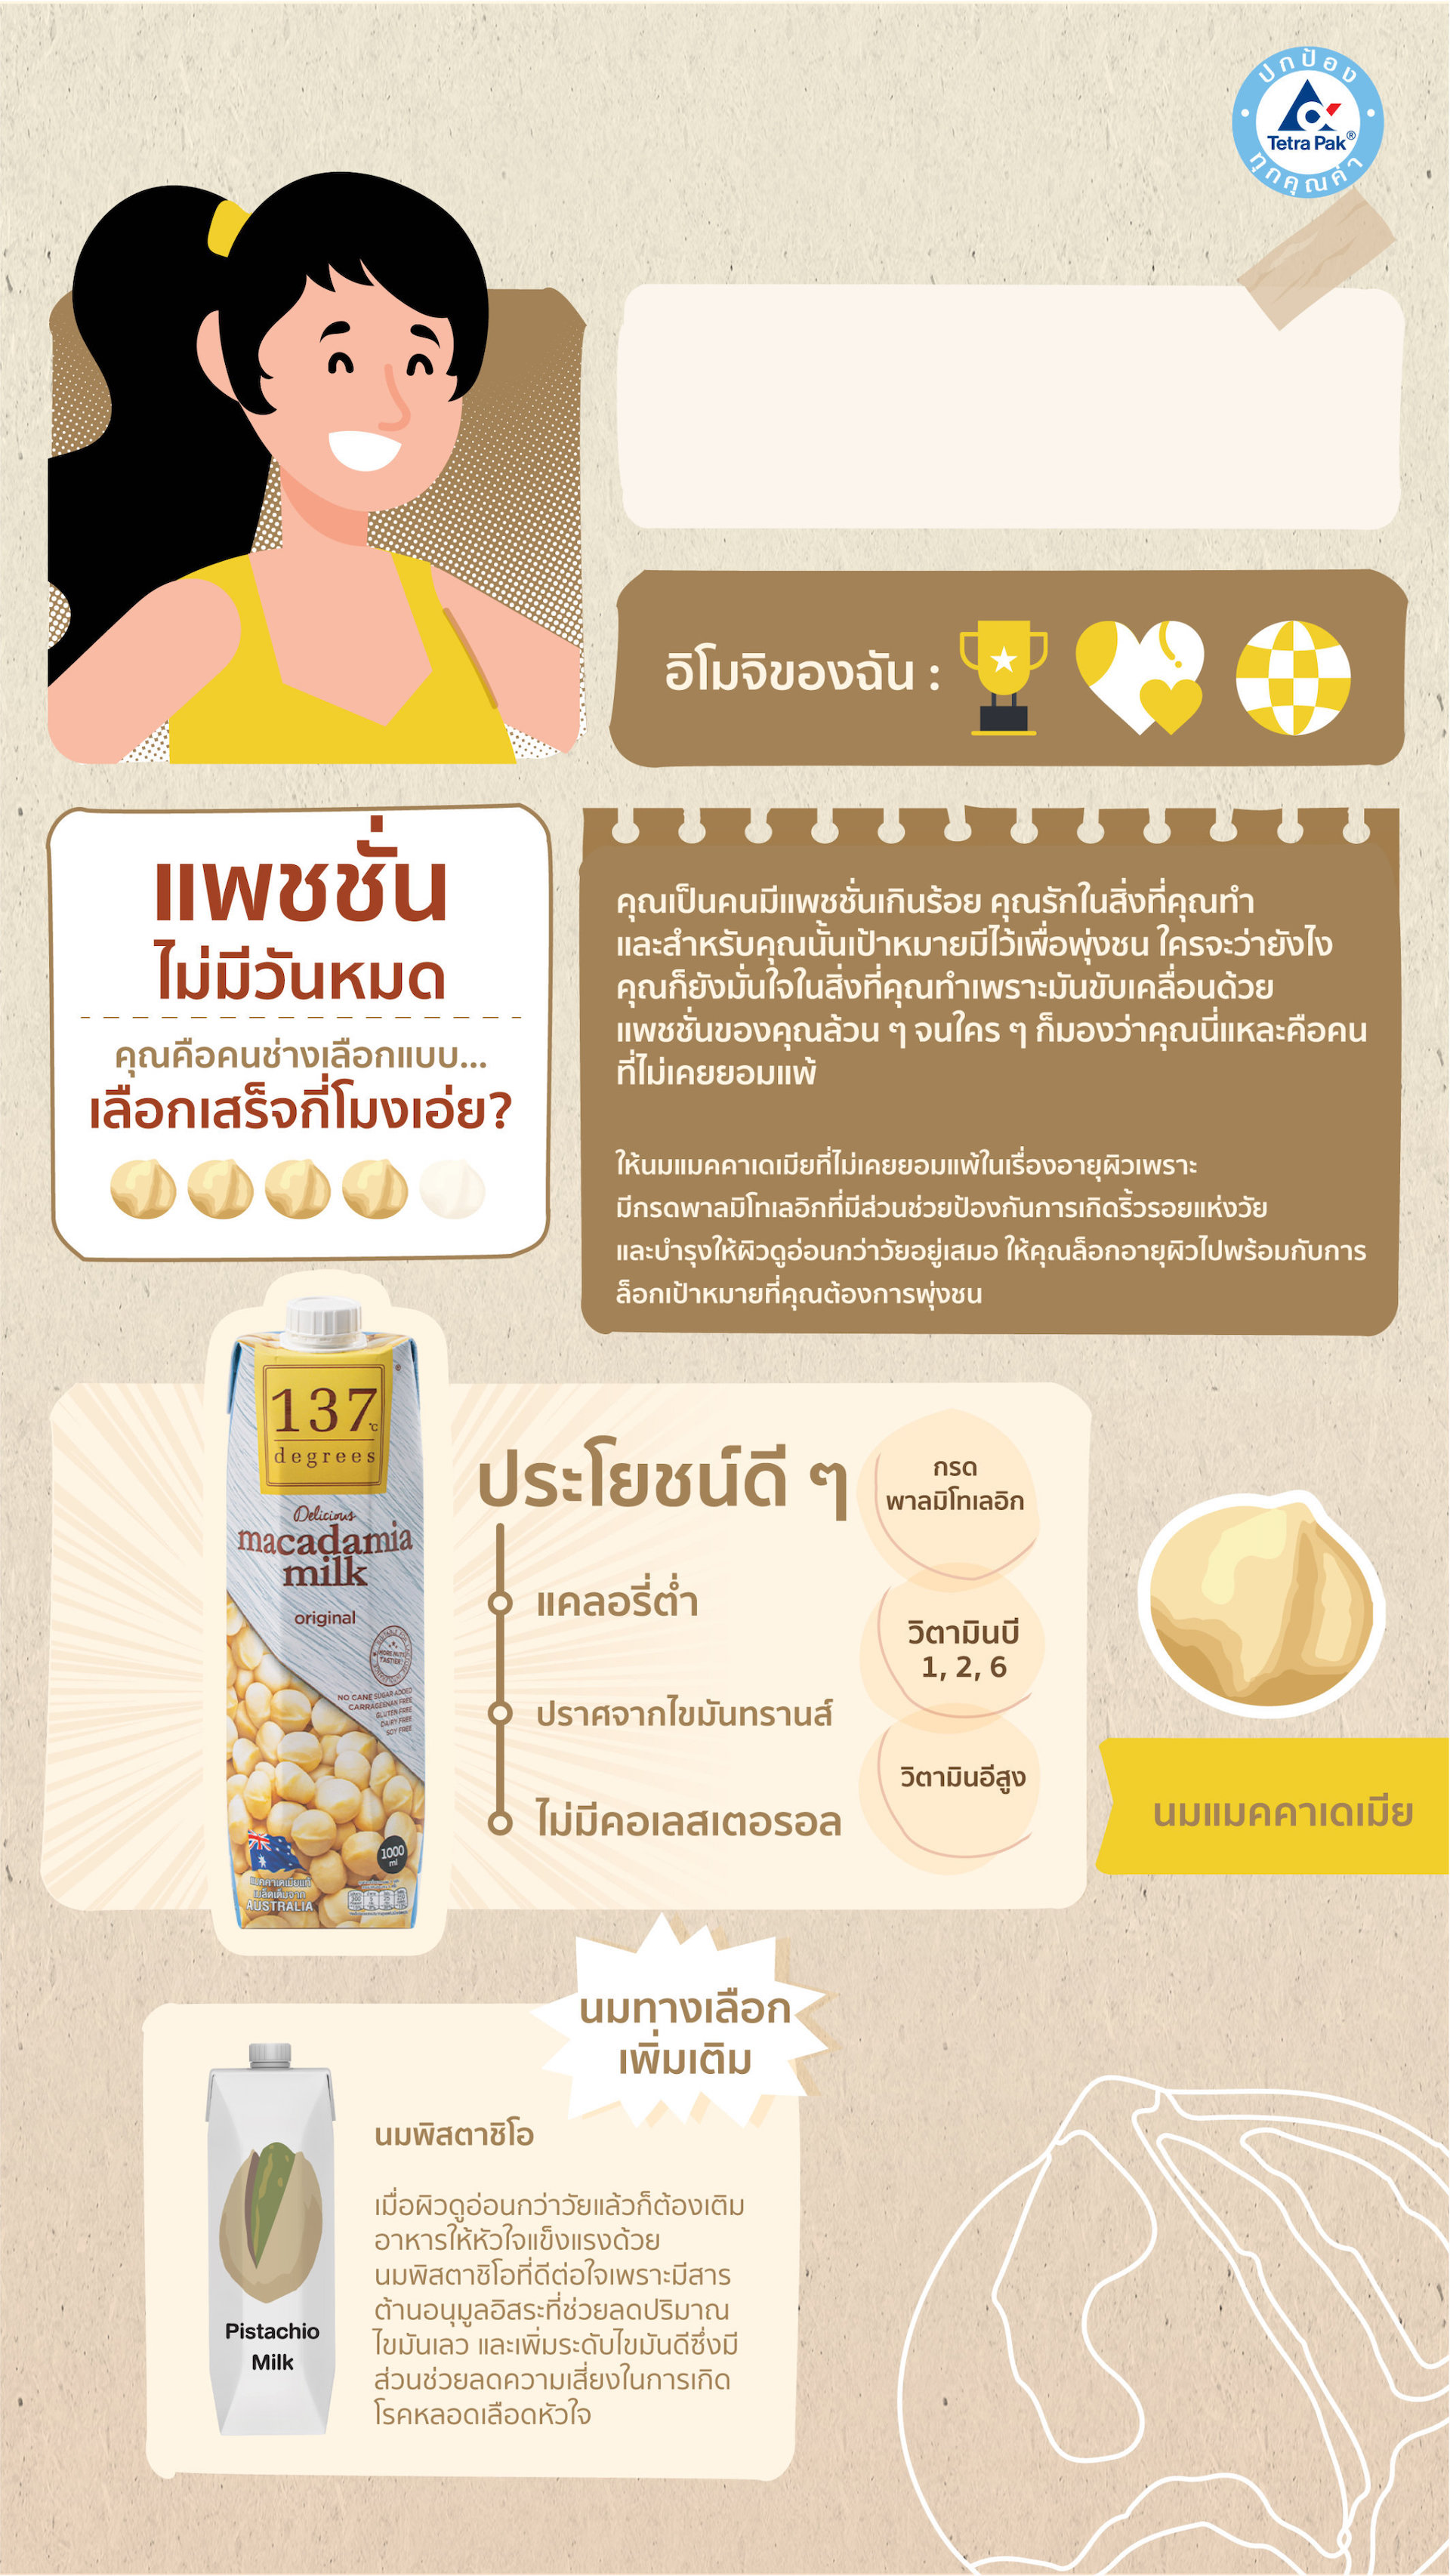 ปกป้อง
Tetra Pak®
ทุกคุณค่า
อิโมจิของฉัน :
แพชชั่น
ไม่มีวันหมด
คุณคือคนช่างเลือกแบบ...
เลือกเสร็จกี่โมงเอ่ย?
คุณเป็นคนมีแพชชั่นเกินร้อย คุณรักในสิ่งที่คุณทำ
และสำหรับคุณนั้นเป้าหมายมีไว้เพื่อพุ่งชน ใครจะว่ายังไง
คุณก็ยังมั่นใจในสิ่งที่คุณทำเพราะมันขับเคลื่อนด้วย
แพชชั่นของคุณล้วน ๆ จนใคร ๆ ก็มองว่าคุณนี่แหละคือคน
ที่ไม่เคยยอมแพ้
ให้นมแมคคาเดเมียที่ไม่เคยยอมแพ้ในเรื่องอายุผิวเพราะ
มีกรดพาลมิโทเลอิกที่มีส่วนช่วยป้องกันการเกิดริ้วรอยแห่งวัย
และบำรุงให้ผิวดูอ่อนกว่าวัยอยู่เสมอ ให้คุณล็อกอายุผิวไปพร้อมกับการ
ล็อกเป้าหมายที่คุณต้องการพุ่งชน
137°c
degrees
Delicious
macadamia
milk
original
NO CANE SUGAR ADDED
CARRAGEENAN FREE
GLUTEN FREE
DAIRY FREE
SOY FREE
1000
ml
AUSTRALIA
ประโยชน์ดี ๆ
แคลอรี่ต่ำ
ปราศจากไขมันทรานส์
ไม่มีคอเลสเตอรอล
กรด
พาลมิโทเลอิก
วิตามินบี
1, 2, 6
วิตามินอีสูง
นมแมคคาเดเมีย
นมทางเลือก
เพิ่มเติม
Pistachio
Milk
นมพิสตาชิโอ
เมื่อผิวดูอ่อนกว่าวัยแล้วก็ต้องเติม
อาหารให้หัวใจแข็งแรงด้วย
นมพิสตาชิโอที่ดีต่อใจเพราะมีสาร
ต้านอนุมูลอิสระที่ช่วยลดปริมาณ
ไขมันเลว และเพิ่มระดับไขมันดีซึ่งมี
ส่วนช่วยลดความเสี่ยงในการเกิด
โรคหลอดเลือดหัวใจ